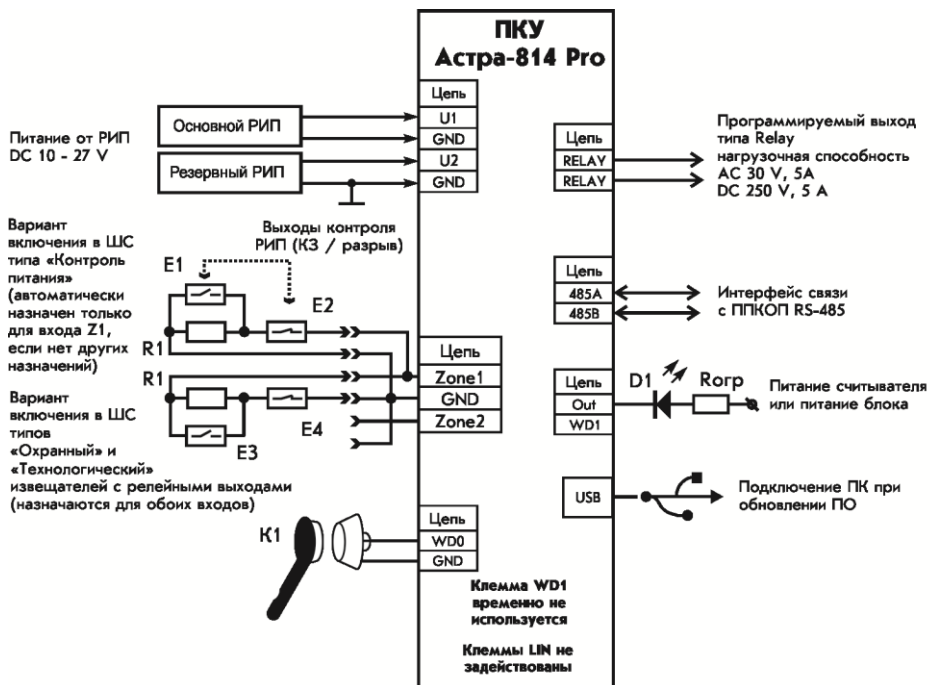 ПКУ
Астра-814 Pro
Питание от РИП
DC 10 - 27 V
Основной РИП
Резервный РИП
Цепь
U1
GND
U2
GND
Цепь
RELAY
RELAY
Программируемый выход
типа Relay
нагрузочная способность
AC 30 V, 5A
DC 250 V, 5 A
Вариант
включения в ШС
типа «Контроль
питания»
(автоматически
назначен только
для входа Z1,
если нет других
назначений)
Выходы контроля
РИП (КЗ / разрыв)
E1
E2
R1
R1
E3
E4
Вариант
включения в ШС
типов
«Охранный» и
«Технологический»
извещателей с релейными выходами
(назначаются для обоих входов)
Цепь
Zone1
GND
Zone2
Цепь
485A
485B
Интерфейс связи
с ППКОП RS-485
Цепь
Out
WD1
D1
Rогр
Питание считывателя
или питание блока
USB
Подключение ПК при
обновлении ПО
К1
Цепь
WD0
GND
Клемма WD1
временно не
используется
Клеммы LIN не
задействованы